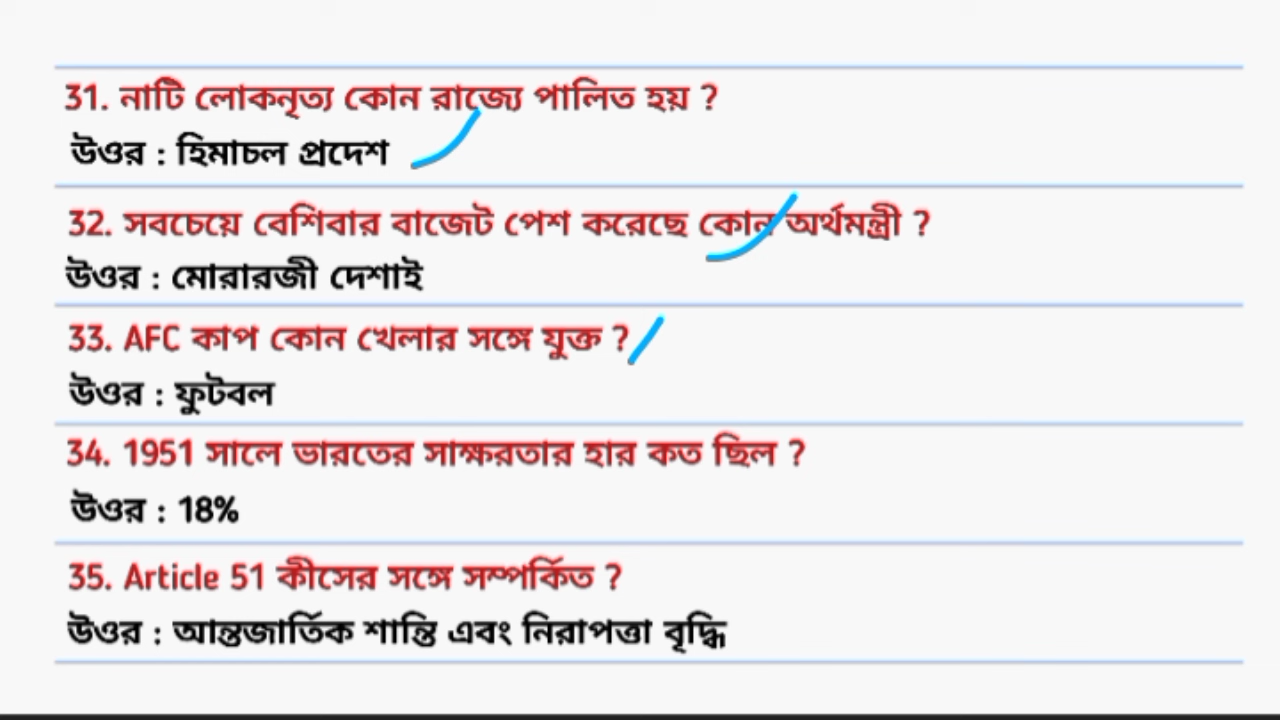 31. নাটি লোকনৃত্য কোন রাজ্যে পালিত হয় ?
উওর : হিমাচল প্রদেশ
32. সবচেয়ে বেশিবার বাজেট পেশ করেছে কোন অর্থমন্ত্রী ?
উওর : মোরারজী দেশাই
33. AFC কাপ কোন খেলার সঙ্গে যুক্ত ?
উওর : ফুটবল
34. 1951 সালে ভারতের সাক্ষরতার হার কত ছিল ?
উওর : 18%
35. Article 51 কীসের সঙ্গে সম্পর্কিত ?
উওর : আন্তজার্তিক শান্তি এবং নিরাপত্তা বৃদ্ধি